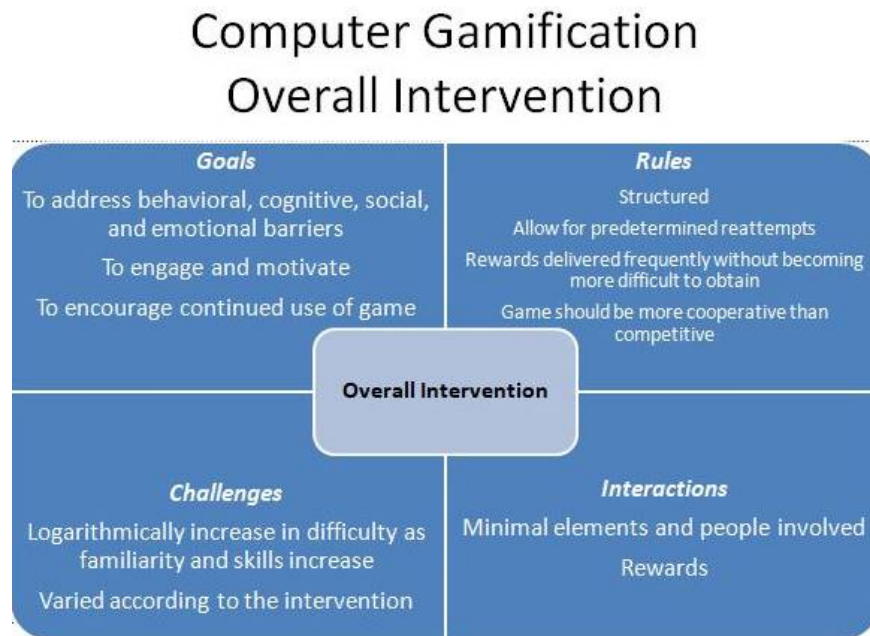 Computer Gamification
Overall Intervention
Goals
To address behavioral, cognitive, social,
and emotional barriers
To engage and motivate
To encourage continued use of game
Rules
Structured
Allow for predetermined reattempts
Rewards delivered frequently without becoming
more difficult to obtain
Game should be more cooperative than
competitive
Overall Intervention
Challenges
Logarithmically increase in difficulty as
familiarity and skills increase
Varied according to the intervention
Interactions
Minimal elements and people involved
Rewards